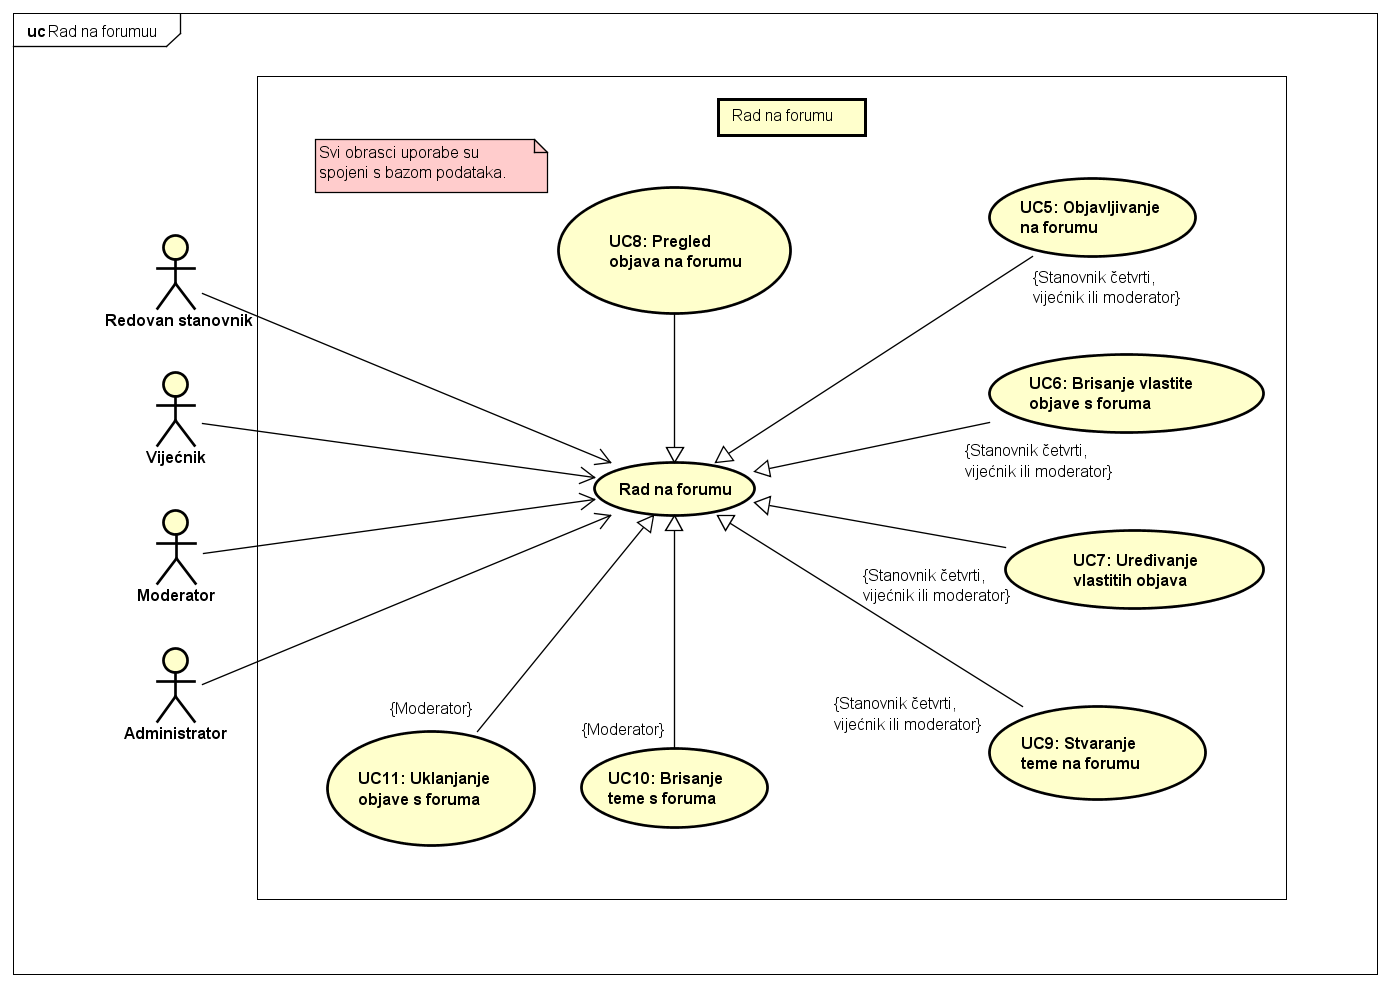 uc Rad na forumuu
Rad na forumu
Svi obrasci uporabe su
spojeni s bazom podataka.
UC8: Pregled
objava na forumu
UC5: Objavljivanje
na forumu
{Stanovnik četvrti,
vijećnik ili moderator}
Redovan stanovnik
UC6: Brisanje vlastite
objave s foruma
{Stanovnik četvrti,
vijećnik ili moderator}
Vijećnik
Rad na forumu
UC7: Uređivanje
vlastitih objava
{Stanovnik četvrti,
vijećnik ili moderator}
Moderator
{Stanovnik četvrti,
vijećnik ili moderator}
UC9: Stvaranje
teme na forumu
{Moderator}
{Moderator}
Administrator
UC11: Uklanjanje
objave s foruma
UC10: Brisanje
teme s foruma